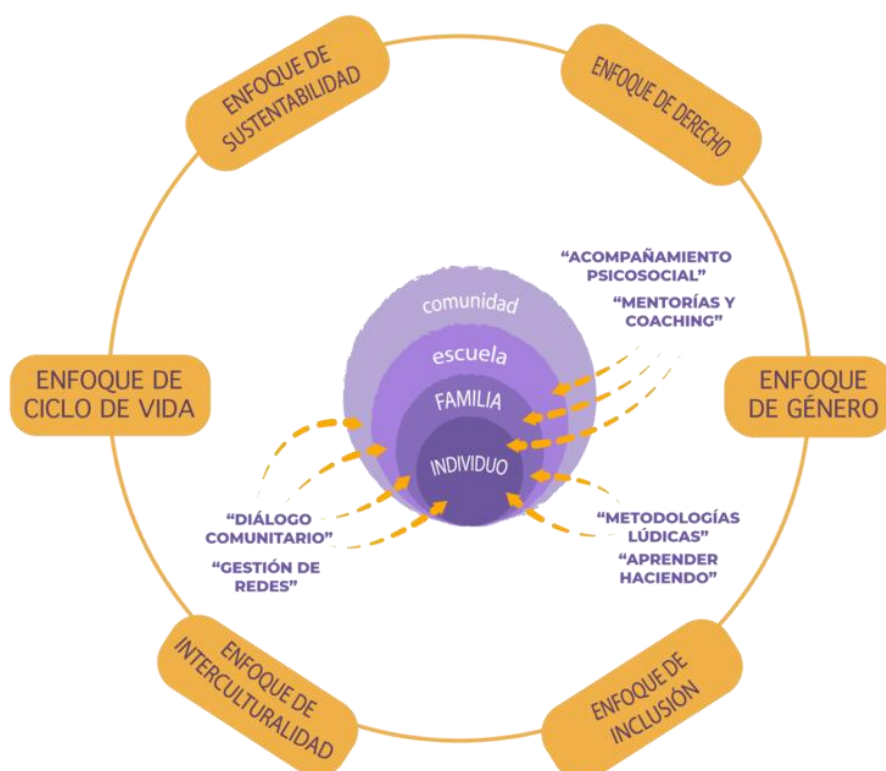 ENFOQUE DE
SUSTENTABILIDAD
ENFOQUE DE DERECHO
"ACOMPAÑAMIENTO
PSICOSOCIAL"
"MENTORÍAS Y
COACHING"
comunidad
escuela
FAMILIA
INDIVIDUO
ENFOQUE DE
CICLO DE VIDA
ENFOQUE
DE GÉNERO
"DIÁLOGO
COMUNITARIO"
"GESTIÓN DE
REDES"
"METODOLOGÍAS
LÚDICAS"
"APRENDER
HACIENDO"
ENFOQUE DE
INTERCULTURALIDAD
ENFOQUE DE
INCLUSIÓN